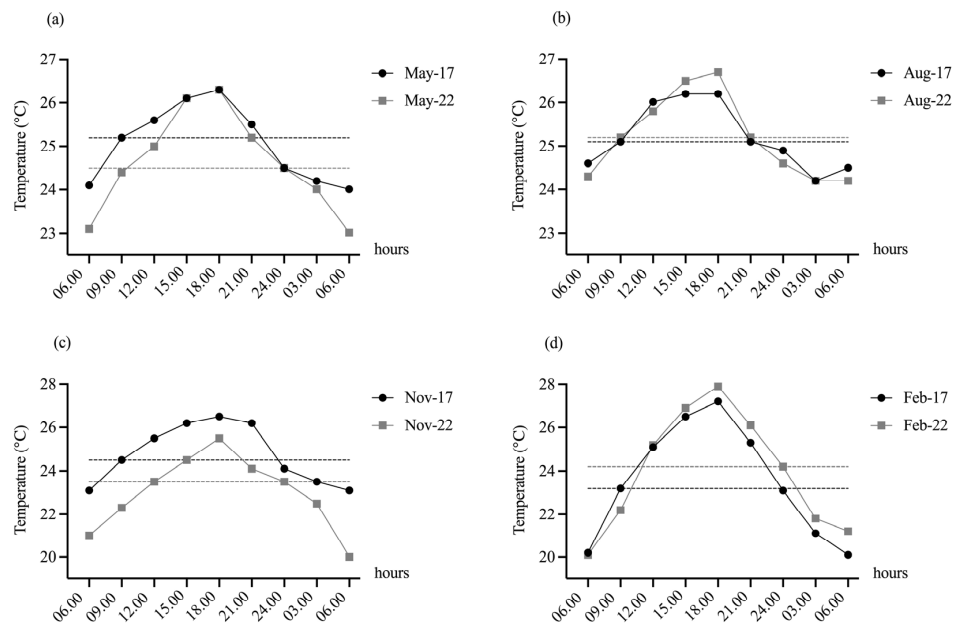 (a)
Temperature (°C)
27
26
25
24
23
May-17
May-22
hours
06.00 09.00 12.00 15.00 18.00 21.00 24.00 03.00 06.00
(b)
Temperature (°C)
27
26
25
24
23
Aug-17
Aug-22
hours
06.00 09.00 12.00 15.00 18.00 21.00 24.00 03.00 06.00
(c)
Temperature (°C)
28
26
24
22
20
Nov-17
Nov-22
hours
06.00 09.00 12.00 15.00 18.00 21.00 24.00 03.00 06.00
(d)
Temperature (°C)
28
26
24
22
20
Feb-17
Feb-22
hours
06.00 09.00 12.00 15.00 18.00 21.00 24.00 03.00 06.00